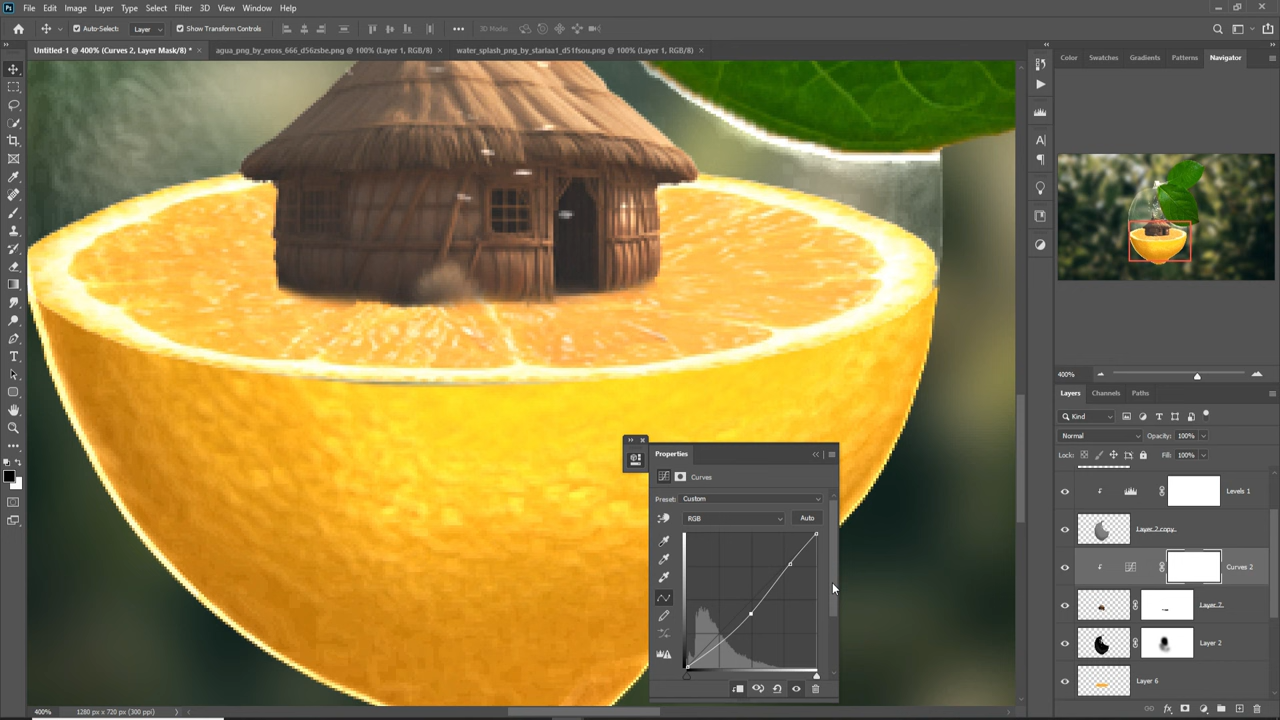 Ps File Edit Image Layer Type Select Filter 3D View Window Help
Auto-Select: Layer Show Transform Controls 3D Mode:
Untitled-1 @ 400% (Curves 2, Layer Mask/8) * × agua_png_by_eross_666_d56zsbe.png @ 100% (Layer 1, RGB/8) × water_splash_png_by_starlaa1_d51fsou.png @ 100% (Layer 1, RGB/8) ×
Color Swatches Gradients Patterns Navigator
400%
Layers Channels Paths
Kind
Normal Opacity: 100%
Lock: Fill: 100%
Levels 1
Layer 2 copy
Curves 2
Layer 7
Layer 2
Layer 6
Properties
Curves
Preset: Custom
RGB Auto
400% 1280 px x 720 px (300 ppi)